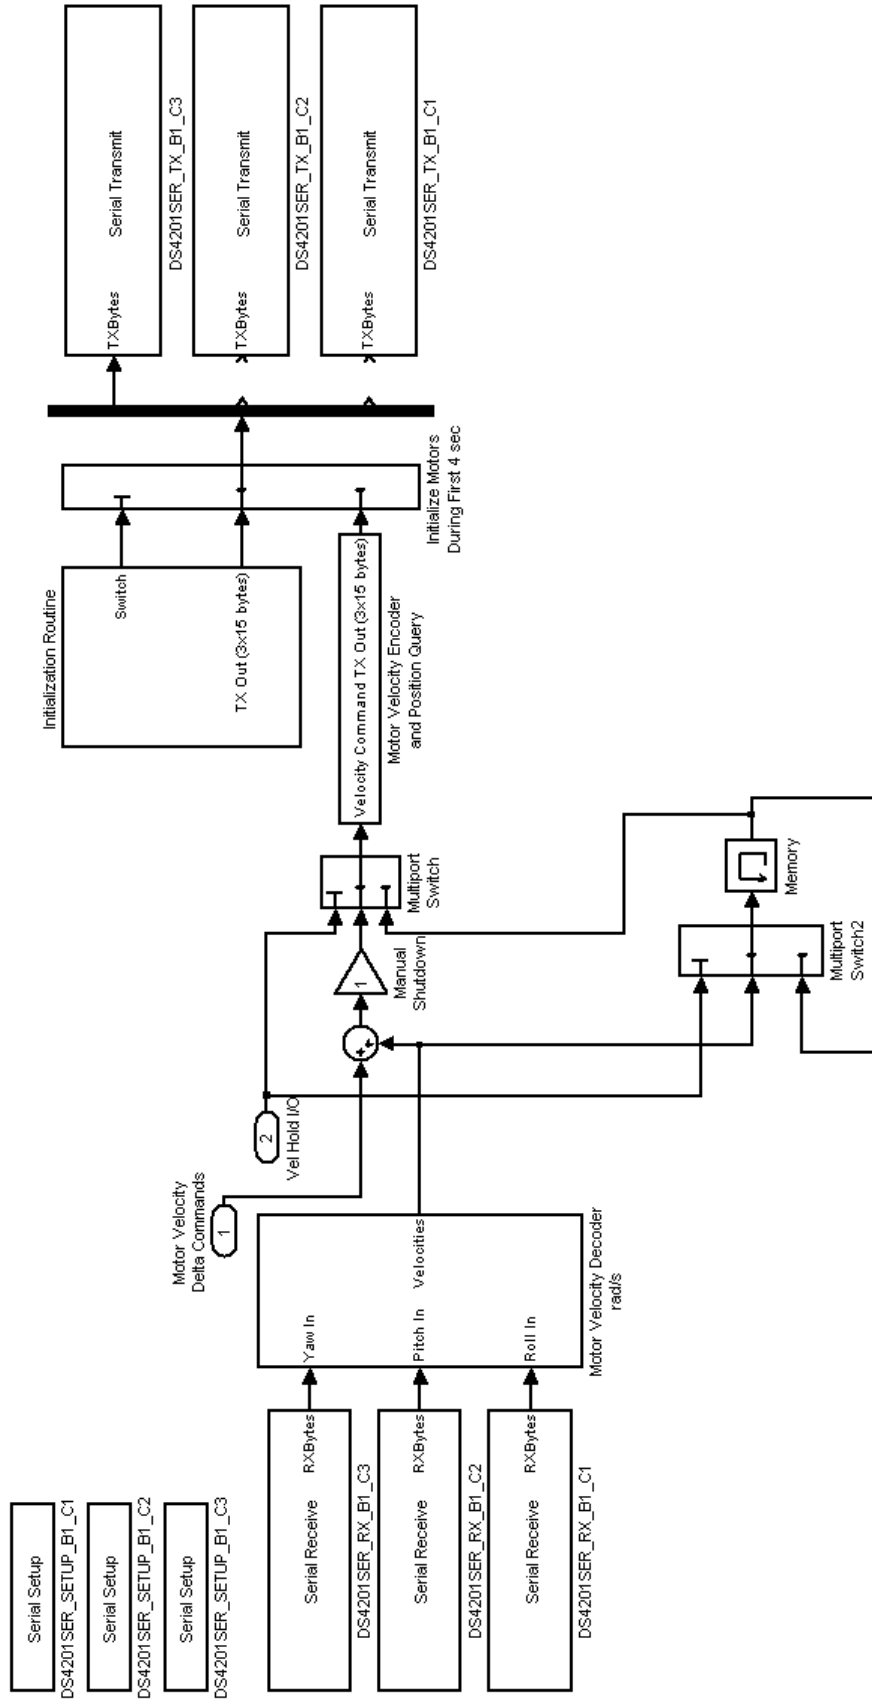 Serial Setup
DS4201SER_SETUP_B1_C1
Serial Setup
DS4201SER_SETUP_B1_C2
Serial Setup
DS4201SER_SETUP_B1_C3
Serial Receive
RXBytes
DS4201SER_RX_B1_C3
Serial Receive
RXBytes
DS4201SER_RX_B1_C2
Serial Receive
RXBytes
DS4201SER_RX_B1_C1
Yaw In
Pitch In
Roll In
Velocities
Motor Velocity Decoder
rad/s
Motor Velocity
Delta Commands
1
2
Vel Hold I/O
1
Manual
Shutdown
Multiport
Switch
Multiport
Switch2
Memory
Velocity Command TX Out (3x15 bytes)
Motor Velocity Encoder
and Position Query
Initialization Routine
Switch
TX Out (3x15 bytes)
Initialize Motors
During First 4 sec
TXBytes
Serial Transmit
DS4201SER_TX_B1_C3
TXBytes
Serial Transmit
DS4201SER_TX_B1_C2
TXBytes
Serial Transmit
DS4201SER_TX_B1_C1